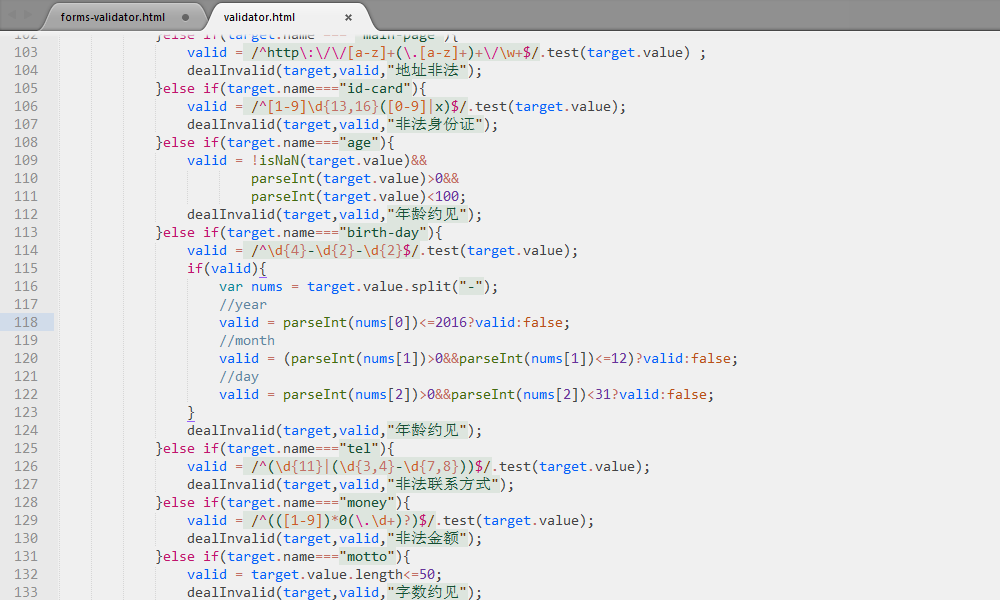 forms-validator.html
validator.html
102 }else if(target.name === "main-page"){
103 valid = /^http\:\/\/[a-z]+(\.[a-z]+)+\/\w+$/.test(target.value) ;
104 dealInvalid(target,valid,"地址非法");
105 }else if(target.name==="id-card"){
106 valid = /^[1-9]\d{13,16}([0-9]|x)$/.test(target.value);
107 dealInvalid(target,valid,"非法身份证");
108 }else if(target.name==="age"){
109 valid = !isNaN(target.value)&&
110 parseInt(target.value)>0&&
111 parseInt(target.value)<100;
112 dealInvalid(target,valid,"年龄约见");
113 }else if(target.name==="birth-day"){
114 valid = /^\d{4}-\d{2}-\d{2}$/.test(target.value);
115 if(valid){
116 var nums = target.value.split("-");
117 //year
118 valid = parseInt(nums[0])<=2016?valid:false;
119 //month
120 valid = (parseInt(nums[1])>0&&parseInt(nums[1])<=12)?valid:false;
121 //day
122 valid = parseInt(nums[2])>0&&parseInt(nums[2])<31?valid:false;
123 }
124 dealInvalid(target,valid,"年龄约见");
125 }else if(target.name==="tel"){
126 valid = /^(\d{11}|(\d{3,4}-\d{7,8}))$/.test(target.value);
127 dealInvalid(target,valid,"非法联系方式");
128 }else if(target.name==="money"){
129 valid = /^(([1-9])*0(\.\d+)?)$/.test(target.value);
130 dealInvalid(target,valid,"非法金额");
131 }else if(target.name==="motto"){
132 valid = target.value.length<=50;
133 dealInvalid(target,valid,"字数约见");